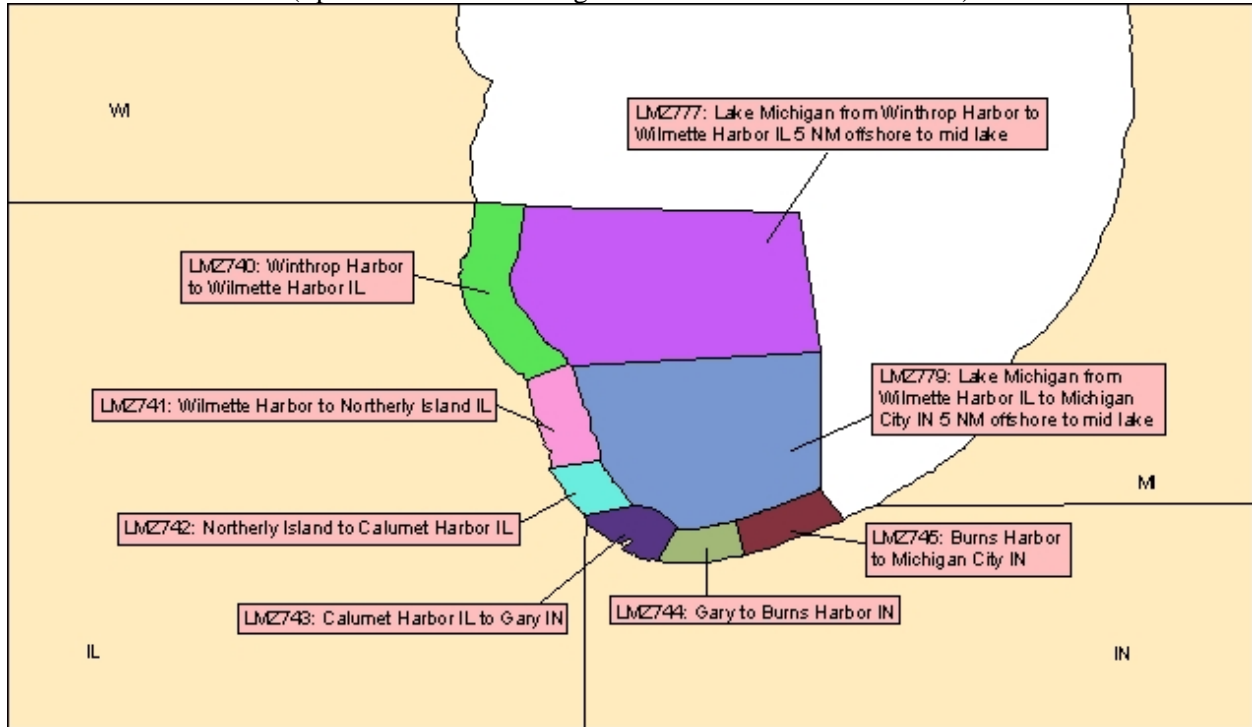 WI
LMZ777: Lake Michigan from Winthrop Harbor to
Wilmette Harbor IL 5 NM offshore to mid lake
LMZ740: Winthrop Harbor
to Wilmette Harbor IL
LMZ741: Wilmette Harbor to Northerly Island IL
LMZ779: Lake Michigan from
Wilmette Harbor IL to Michigan
City IN 5 NM offshore to mid lake
MI
LMZ742: Northerly Island to Calumet Harbor IL
LMZ745: Burns Harbor
to Michigan City IN
LMZ743: Calumet Harbor IL to Gary IN
LMZ744: Gary to Burns Harbor IN
IL
IN